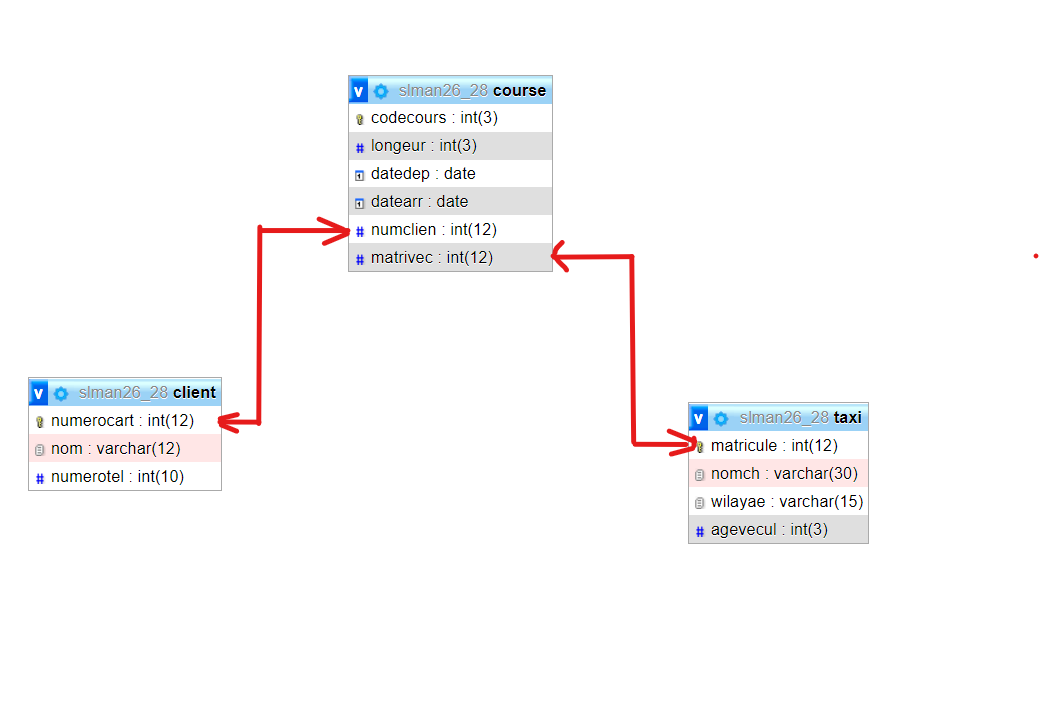 v slman26_28 course
codecours : int(3)
# longeur : int(3)
datedep : date
datearr : date
# numclien : int(12)
# matrivec : int(12)
v slman26_28 client
numerocart : int(12)
nom : varchar(12)
# numerotel : int(10)
v slman26_28 taxi
matricule : int(12)
nomch : varchar(30)
wilayae : varchar(15)
# agevecul : int(3)